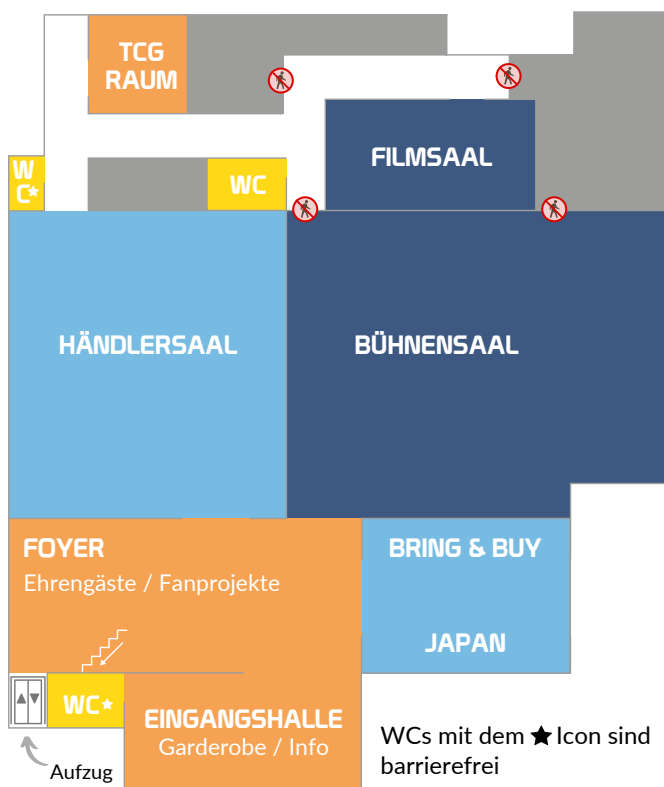 TCG
RAUM
FILMSAAL
W
C★
WC
HÄNDLERSAAL
BÜHNENSAAL
FOYER
Ehrengäste / Fanprojekte
BRING & BUY
JAPAN
WC★
EINGANGSHALLE
Garderobe / Info
Aufzug
WCs mit dem ★ Icon sind
barrierefrei